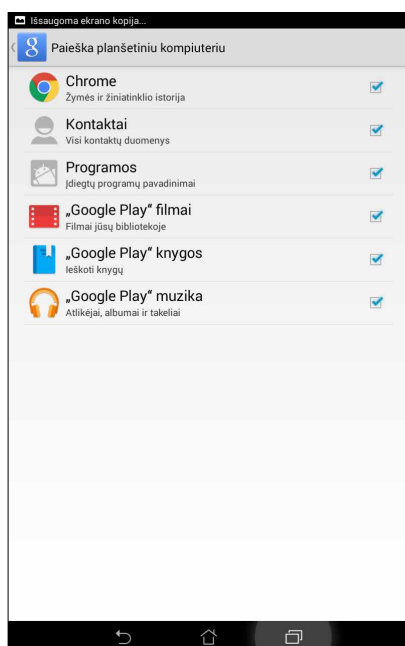 Išsaugoma ekrano kopija...
Paieška planšetiniu kompiuteriu
Chrome
Žymės ir žiniatinklio istorija
Kontaktai
Visi kontaktų duomenys
Programos
Įdiegtų programų pavadinimai
„Google Play“ filmai
Filmai jūsų bibliotekoje
„Google Play“ knygos
Ieškoti knygų
„Google Play“ muzika
Atlikėjai, albumai ir takeliai